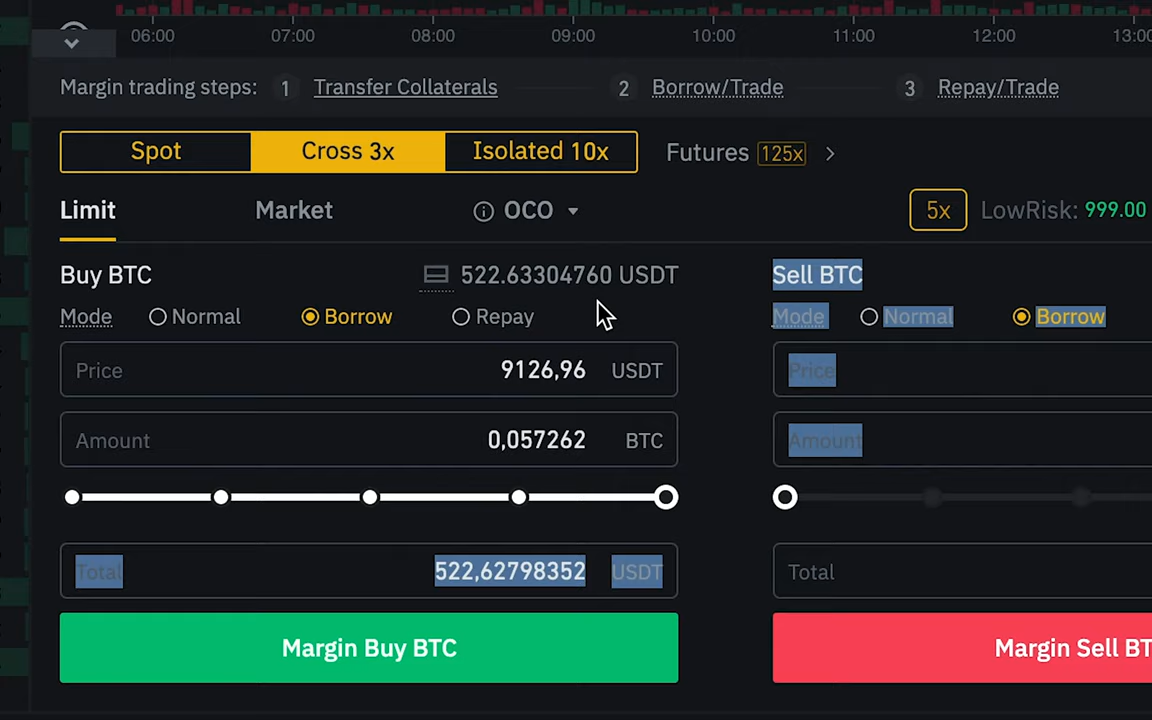 06:00 07:00 08:00 09:00 10:00 11:00 12:00 13:00
Margin trading steps: 1 Transfer Collaterals 2 Borrow/Trade 3 Repay/Trade
Spot Cross 3x Isolated 10x Futures 125x
Limit Market OCO 5x LowRisk: 999.00
Buy BTC 522.63304760 USDT Sell BTC
Mode Normal Borrow Repay Mode Normal Borrow
Price 9126,96 USDT Price
Amount 0,057262 BTC Amount
Total 522,62798352 USDT Total
Margin Buy BTC Margin Sell BT